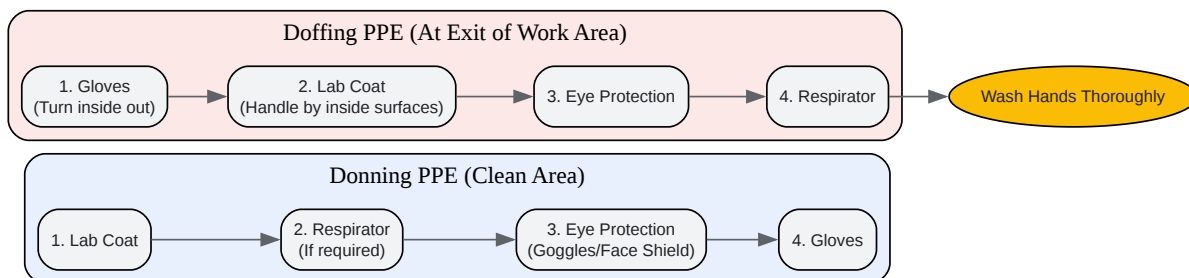 Doffing PPE (At Exit of Work Area)
1. Gloves
(Turn inside out)
2. Lab Coat
(Handle by inside surfaces)
3. Eye Protection
4. Respirator
Wash Hands Thoroughly
Donning PPE (Clean Area)
1. Lab Coat
2. Respirator
(If required)
3. Eye Protection
(Goggles/Face Shield)
4. Gloves